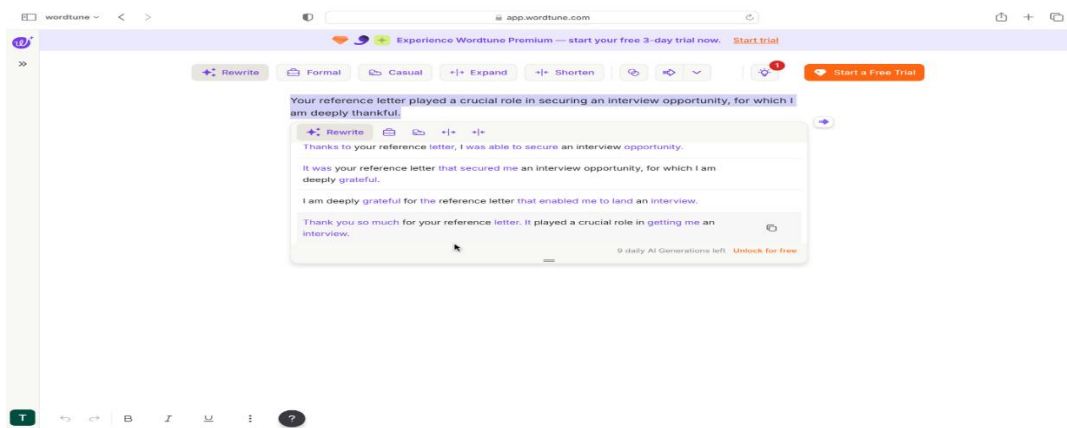 wordtune
app.wordtune.com
Experience Wordtune Premium — start your free 3-day trial now. Start trial
Rewrite Formal Casual Expand Shorten 1 Start a Free Trial
Your reference letter played a crucial role in securing an interview opportunity, for which I
am deeply thankful.
Rewrite
Thanks to your reference letter, I was able to secure an interview opportunity.
It was your reference letter that secured me an interview opportunity, for which I am
deeply grateful.
I am deeply grateful for the reference letter that enabled me to land an interview.
Thank you so much for your reference letter. It played a crucial role in getting me an
interview.
9 daily AI Generations left Unlock for free
T B I U ?